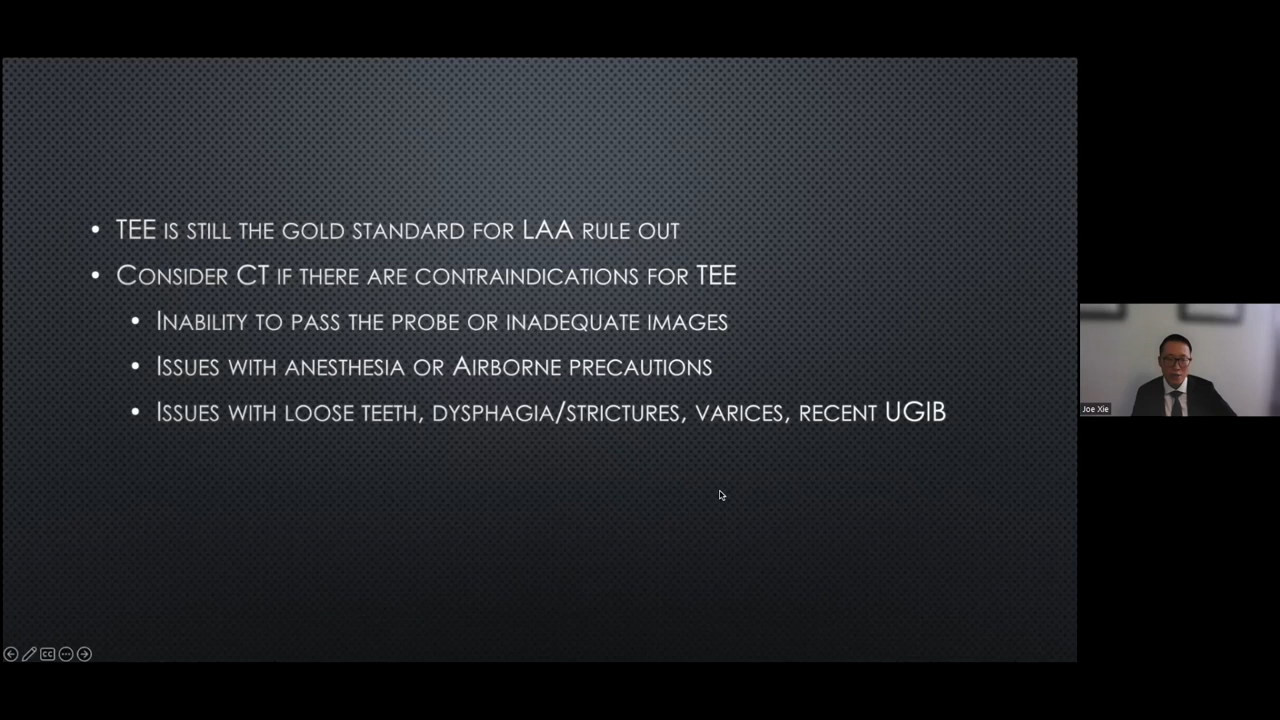 • TEE is still the gold standard for LAA rule out
• Consider CT if there are contraindications for TEE
• Inability to pass the probe or inadequate images
• Issues with anesthesia or Airborne precautions
• Issues with loose teeth, dysphagia/strictures, varices, recent UGIB
Joe Xie
CC